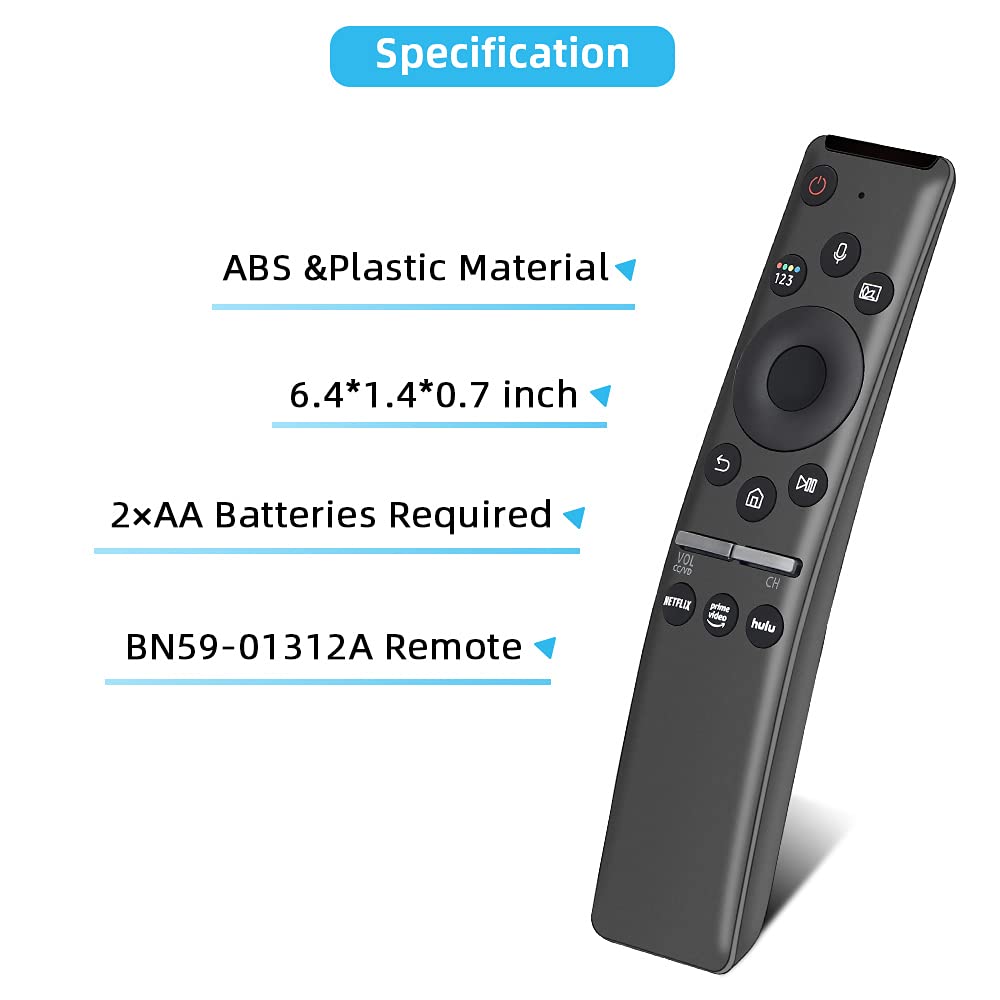 Specification
ABS &Plastic Material
6.4*1.4*0.7 inch
2×AA Batteries Required
BN59-01312A Remote
123
VOL
CC/VD
CH
NETFLIX
prime
video
hulu